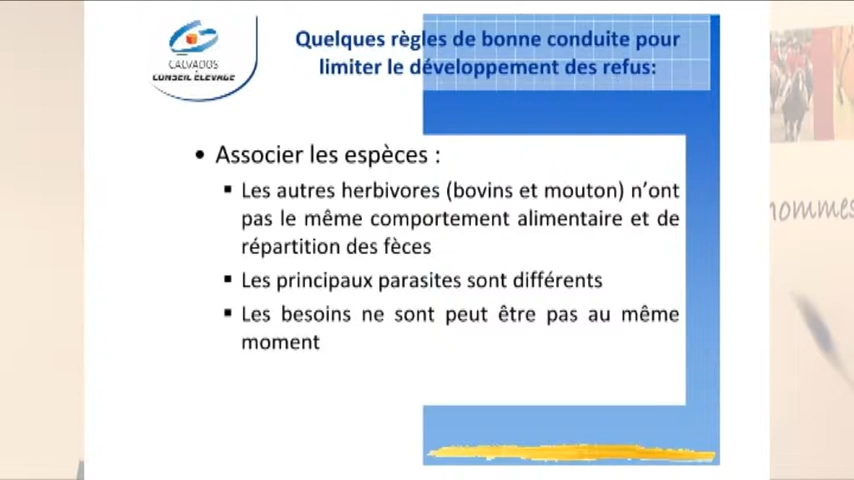 Quelques règles de bonne conduite pour
limiter le développement des refus:
CALVADOS
CONSEIL ÉLEVAGE
• Associer les espèces :
▪ Les autres herbivores (bovins et mouton) n’ont
pas le même comportement alimentaire et de
répartition des fèces
▪ Les principaux parasites sont différents
▪ Les besoins ne sont peut être pas au même
moment
hommes